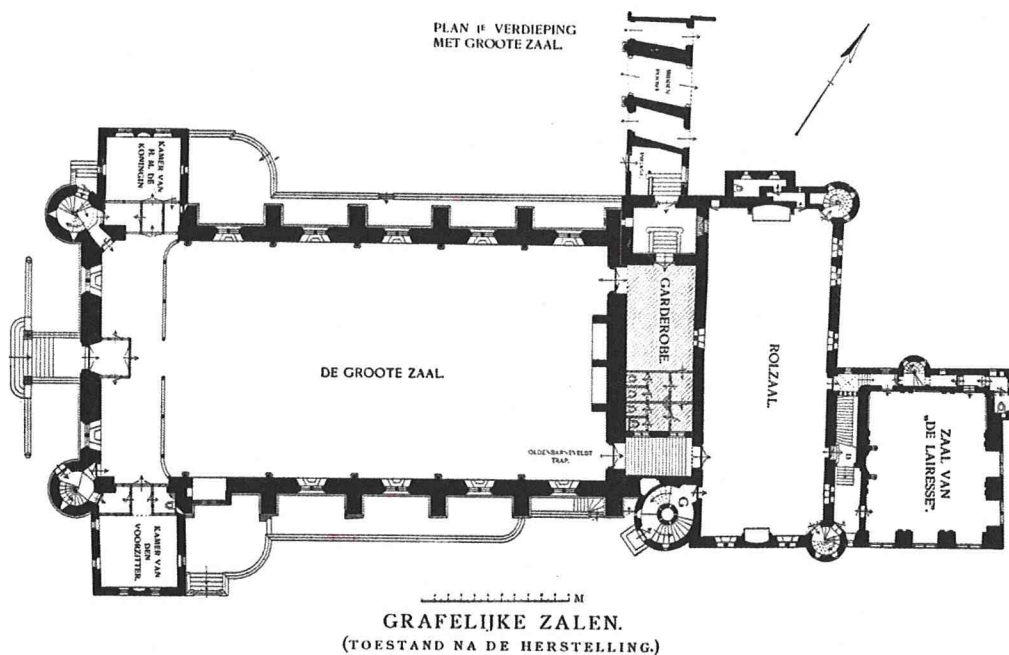 PLAN 1E VERDIEPING
MET GROOTE ZAAL.
KAMER VAN
H. M. DE
KONINGIN
DE GROOTE ZAAL.
GARDEROBE.
ROLZAAL.
OLDENBARNEVELDT
TRAP.
G
ZAAL VAN
„DE LAIRESSE”.
KAMER VAN
DEN
VOORZITTER.
M
GRAFELIJKE ZALEN.
(TOESTAND NA DE HERSTELLING.)